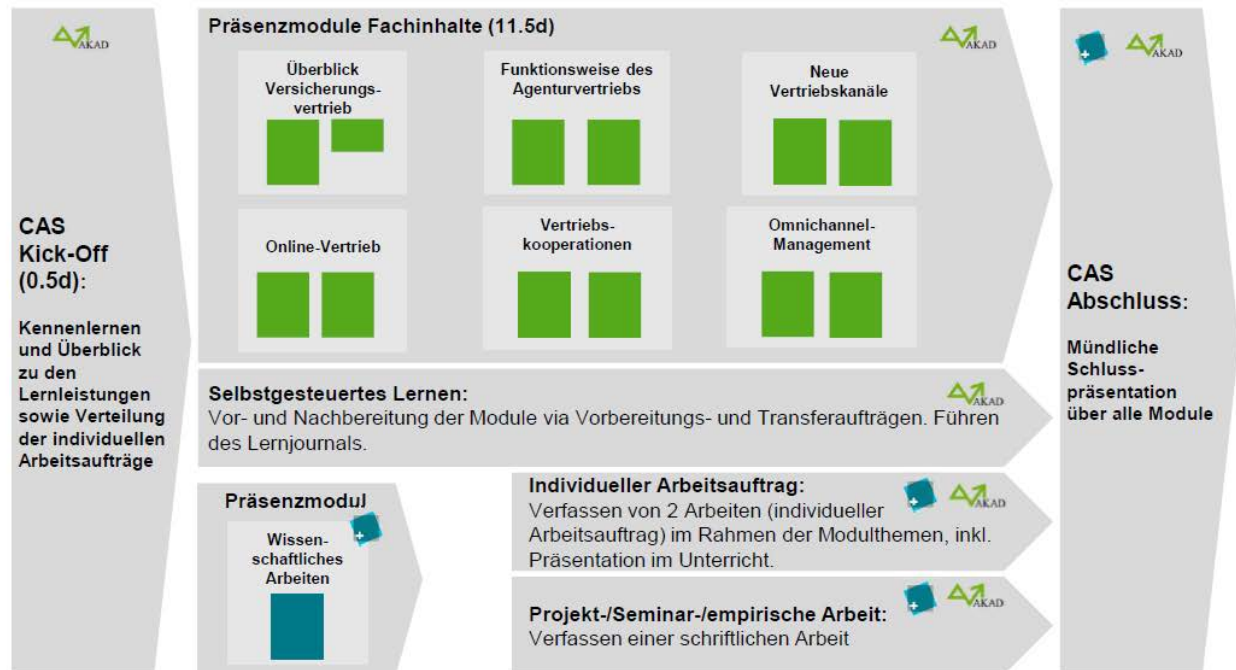 AKAD
CAS
Kick-Off
(0.5d):
Kennenlernen
und Überblick
zu den
Lernleistungen
sowie Verteilung
der individuellen
Arbeitsaufträge
Präsenzmodule Fachinhalte (11.5d)
AKAD
Überblick
Versicherungs-
vertrieb
Funktionsweise des
Agenturvertriebs
Neue
Vertriebskanäle
Online-Vertrieb
Vertriebs-
kooperationen
Omnichannel-
Management
Selbstgesteuertes Lernen:
AKAD
Vor- und Nachbereitung der Module via Vorbereitungs- und Transferaufträgen. Führen
des Lernjournals.
Präsenzmodul
Wissen-
schaftliches
Arbeiten
Individueller Arbeitsauftrag:
AKAD
Verfassen von 2 Arbeiten (individueller
Arbeitsauftrag) im Rahmen der Modulthemen, inkl.
Präsentation im Unterricht.
Projekt-/Seminar-/empirische Arbeit:
AKAD
Verfassen einer schriftlichen Arbeit
AKAD
CAS
Abschluss:
Mündliche
Schluss-
präsentation
über alle Module